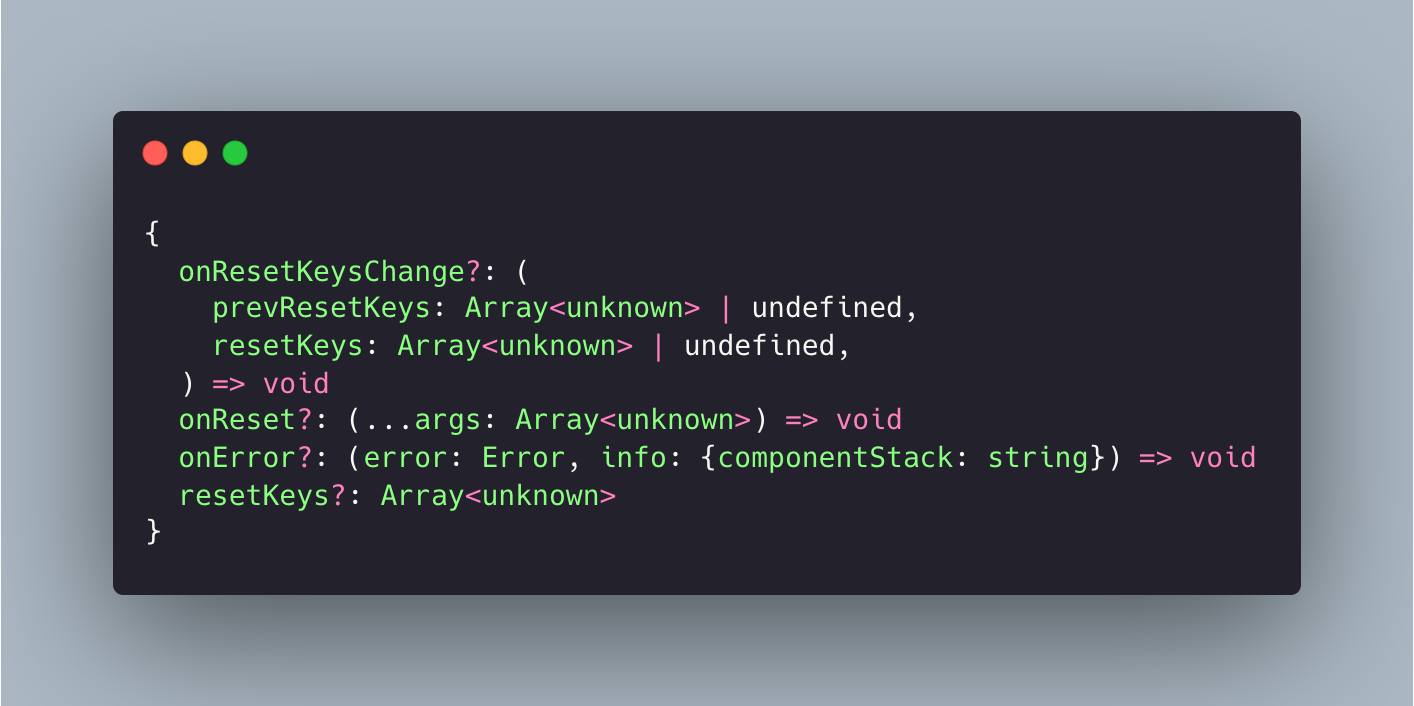 {
  onResetKeysChange?: (
    prevResetKeys: Array<unknown> | undefined,
    resetKeys: Array<unknown> | undefined,
  ) => void
  onReset?: (...args: Array<unknown>) => void
  onError?: (error: Error, info: {componentStack: string}) => void
  resetKeys?: Array<unknown>
}